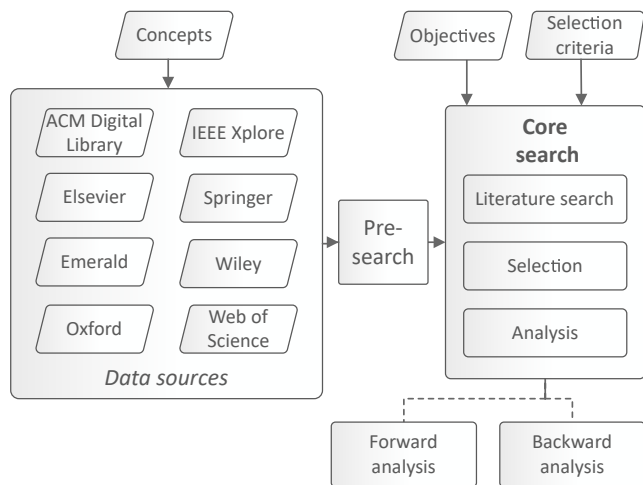 Concepts
Objectives
Selection
criteria
ACM Digital
Library
IEEE Xplore
Elsevier
Springer
Emerald
Wiley
Oxford
Web of
Science
Data sources
Pre-
search
Core
search
Literature search
Selection
Analysis
Forward
analysis
Backward
analysis